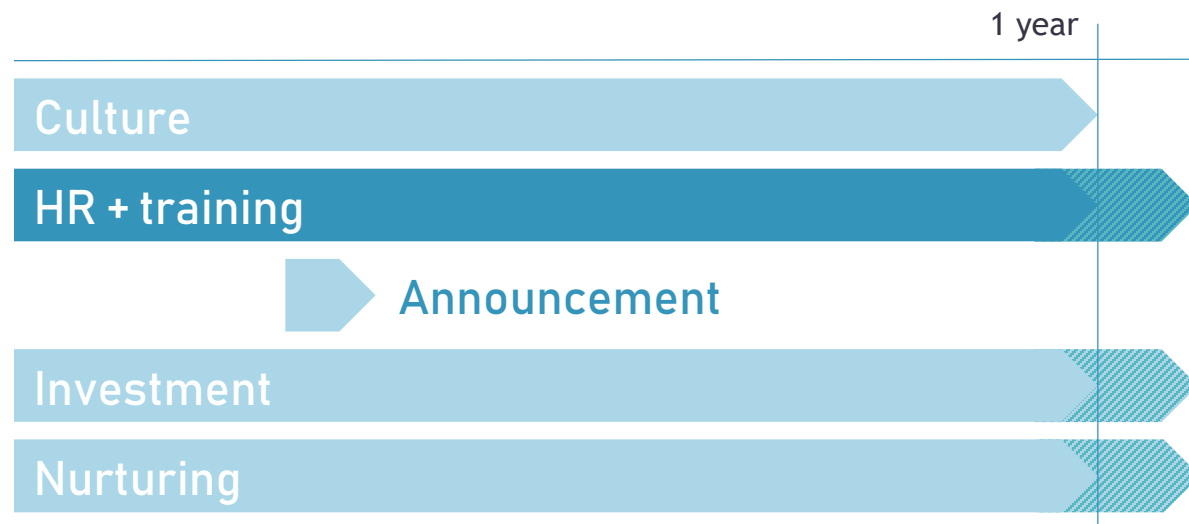 1 year
Culture
HR + training
Announcement
Investment
Nurturing